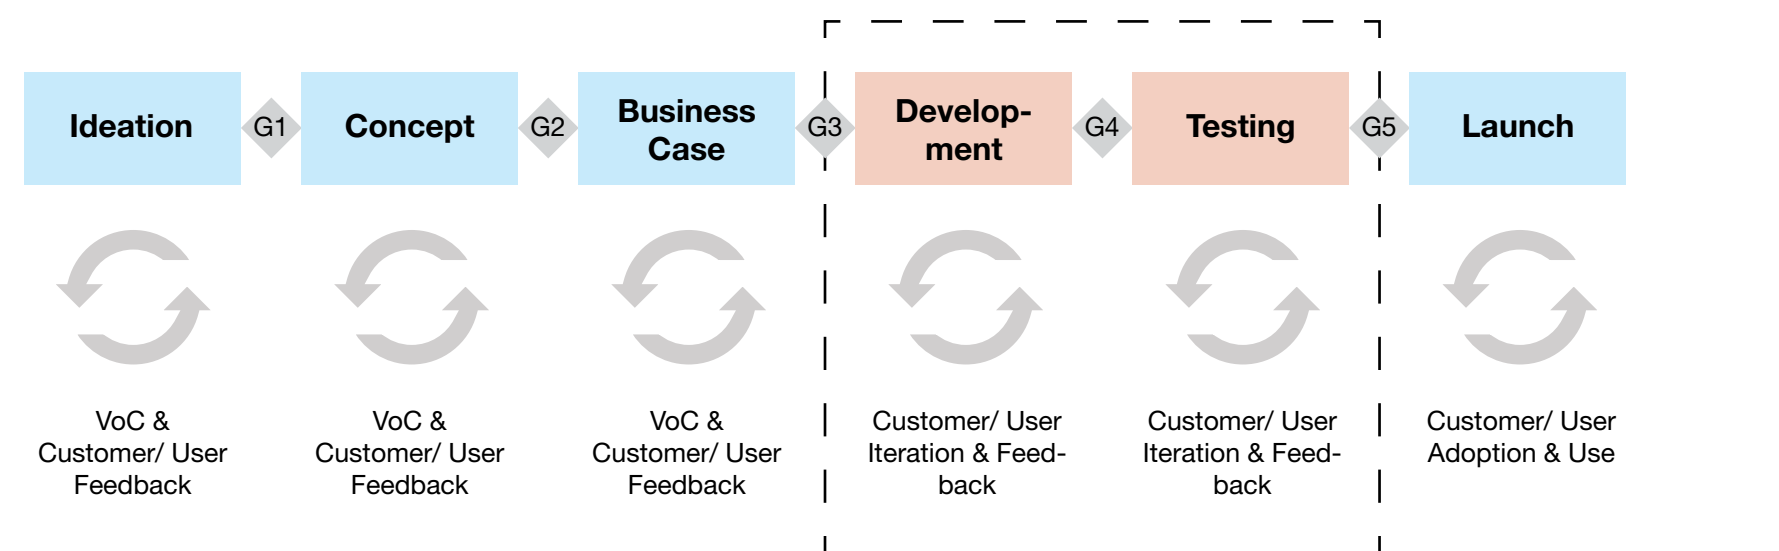 Ideation
G1
Concept
G2
Business
Case
G3
Develop-
ment
G4
Testing
G5
Launch
VoC &
Customer/ User
Feedback
VoC &
Customer/ User
Feedback
VoC &
Customer/ User
Feedback
Customer/ User
Iteration & Feed-
back
Customer/ User
Iteration & Feed-
back
Customer/ User
Adoption & Use